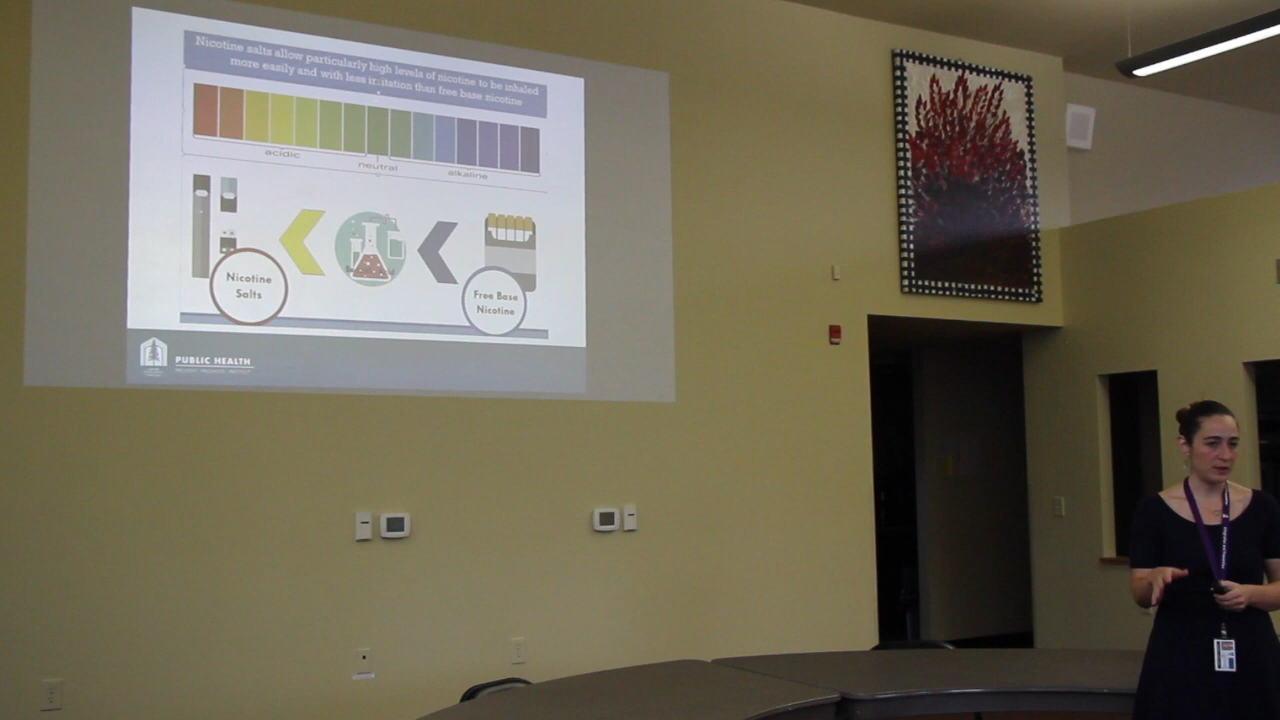 Nicotine salts allow particularly high levels of nicotine to be inhaled
more easily and with less irritation than free base nicotine
acidic
neutral
alkaline
Nicotine
Salts
Free Base
Nicotine
PUBLIC HEALTH